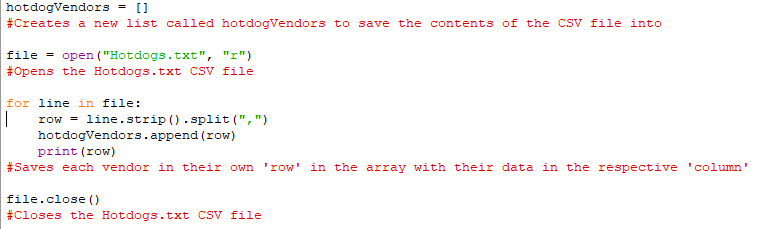 hotdogVendors = []
#Creates a new list called hotdogVendors to save the contents of the CSV file into
file = open("Hotdogs.txt", "r")
#Opens the Hotdogs.txt CSV file
for line in file:
    row = line.strip().split(",")
    hotdogVendors.append(row)
    print(row)
#Saves each vendor in their own 'row' in the array with their data in the respective 'column'
file.close()
#Closes the Hotdogs.txt CSV file